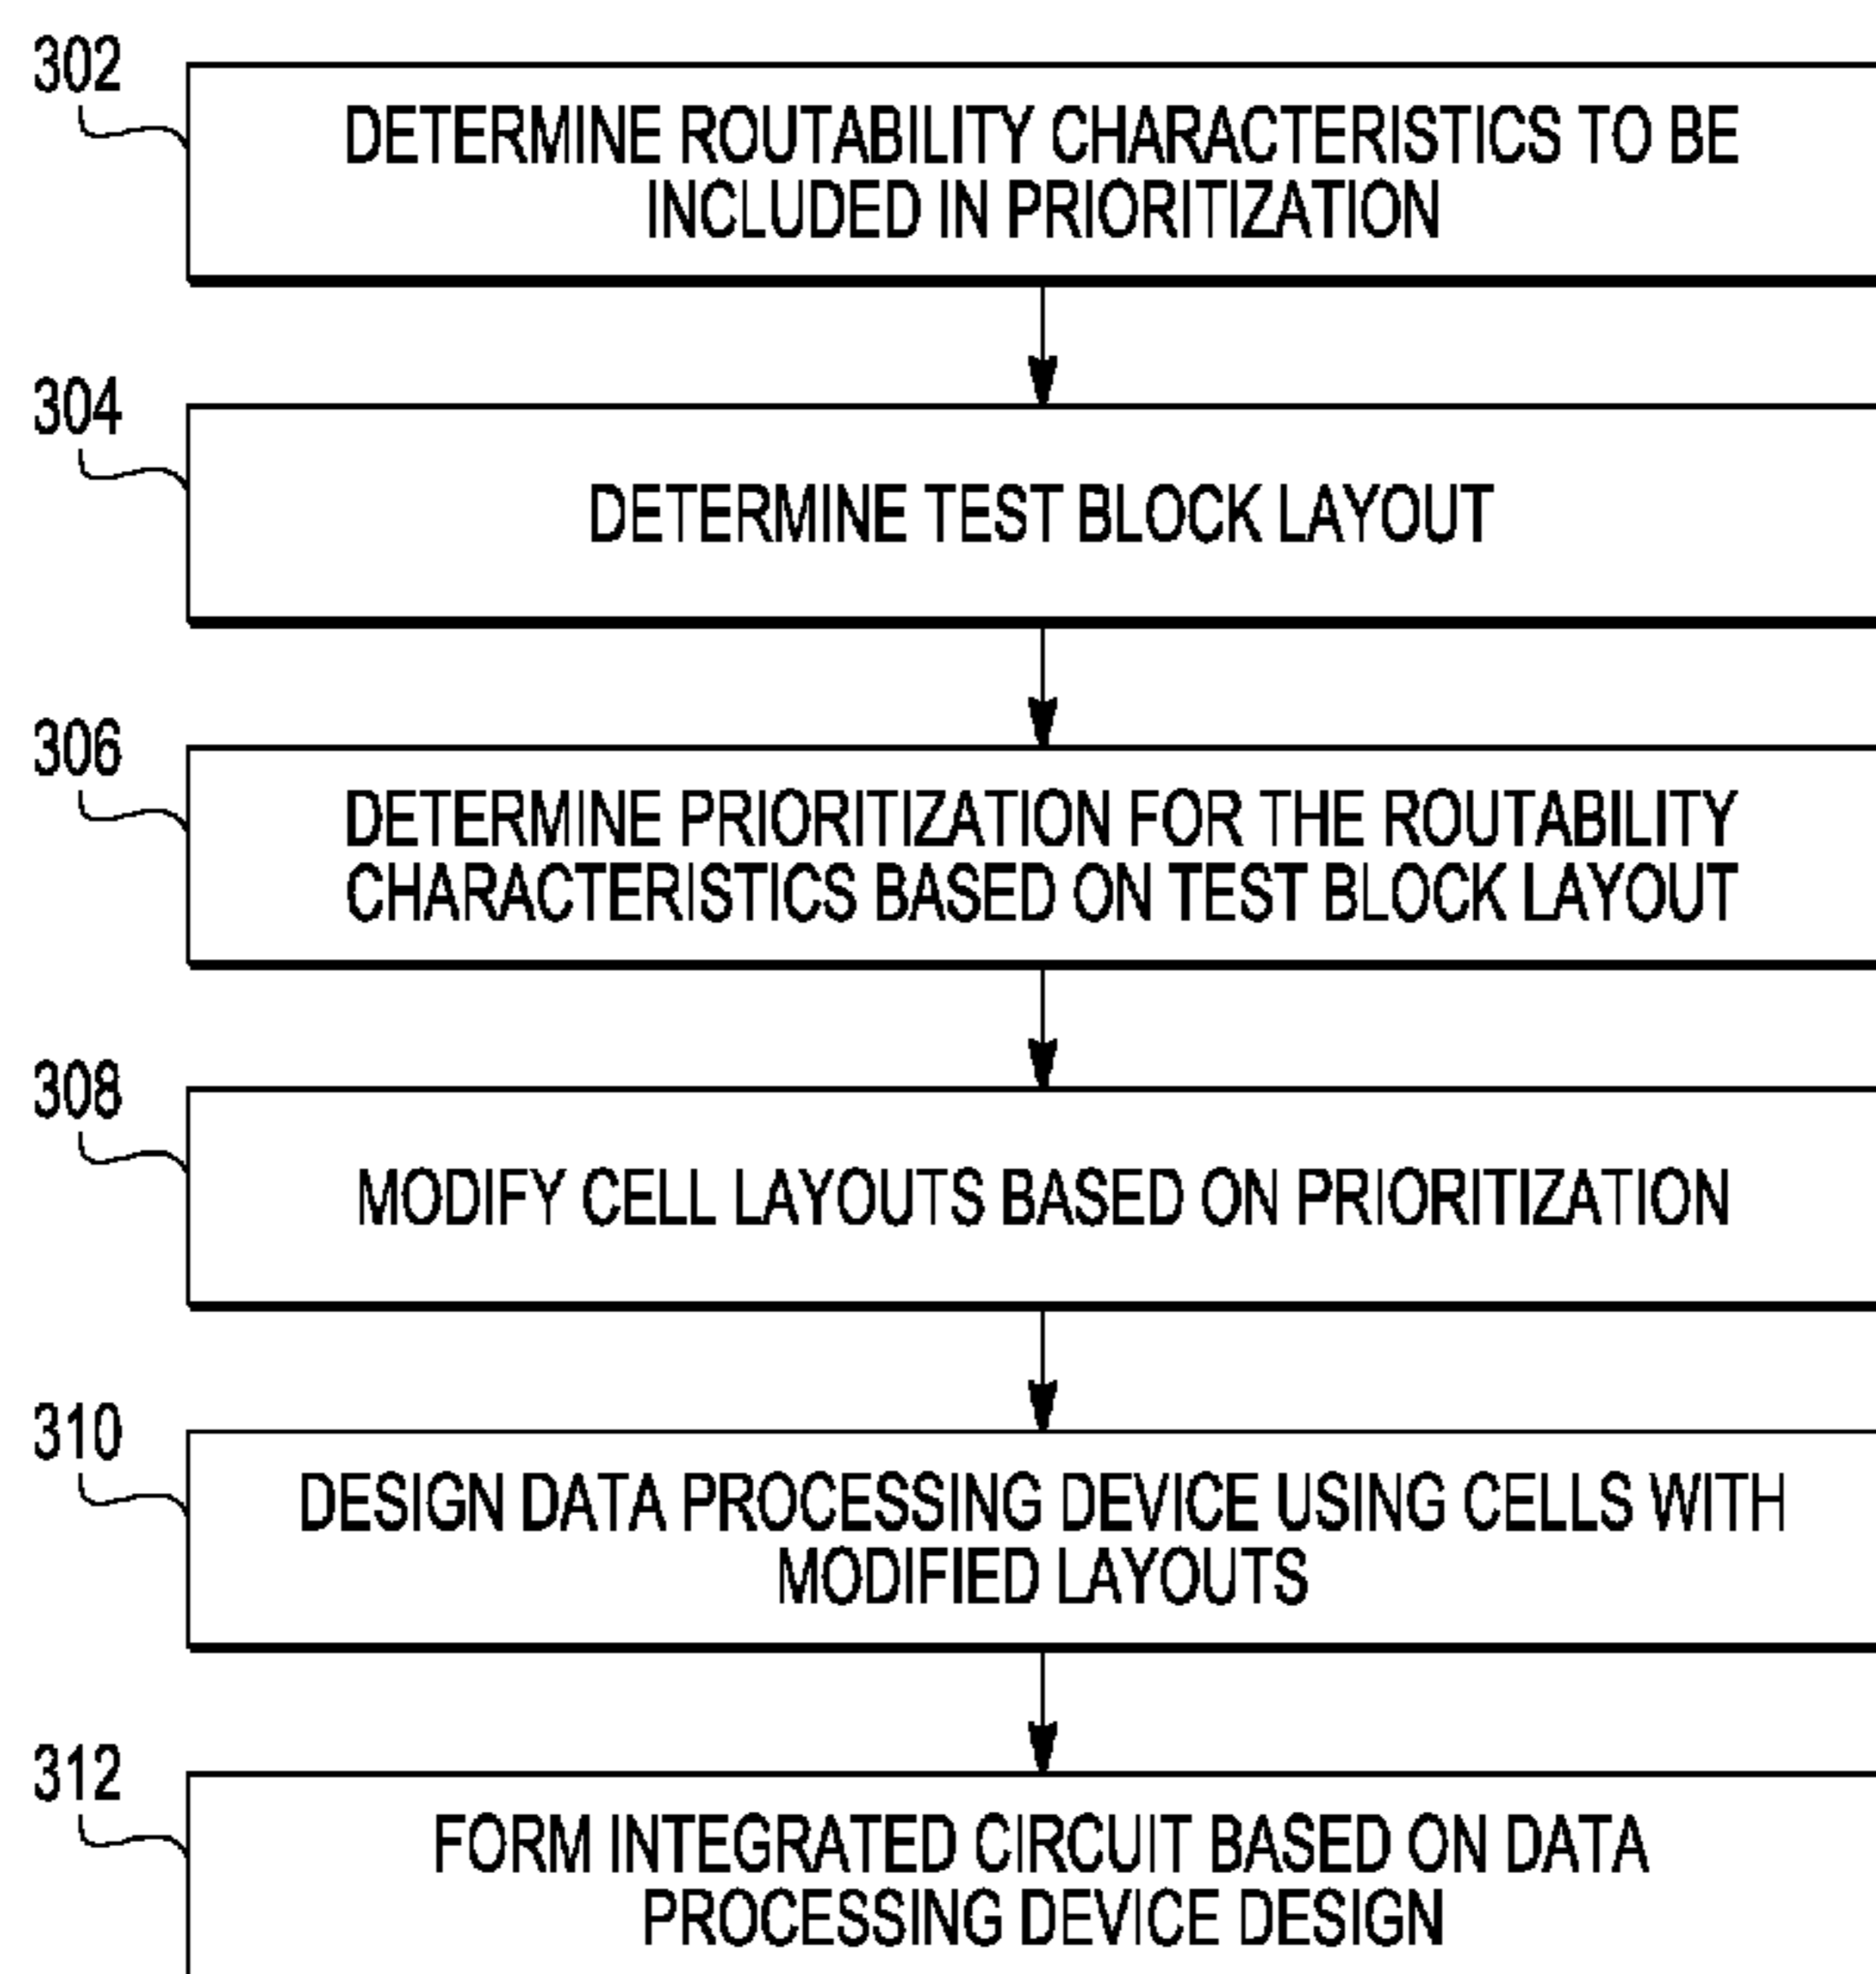 302
DETERMINE ROUTABILITY CHARACTERISTICS TO BE
INCLUDED IN PRIORITIZATION
304
DETERMINE TEST BLOCK LAYOUT
306
DETERMINE PRIORITIZATION FOR THE ROUTABILITY
CHARACTERISTICS BASED ON TEST BLOCK LAYOUT
308
MODIFY CELL LAYOUTS BASED ON PRIORITIZATION
310
DESIGN DATA PROCESSING DEVICE USING CELLS WITH
MODIFIED LAYOUTS
312
FORM INTEGRATED CIRCUIT BASED ON DATA
PROCESSING DEVICE DESIGN